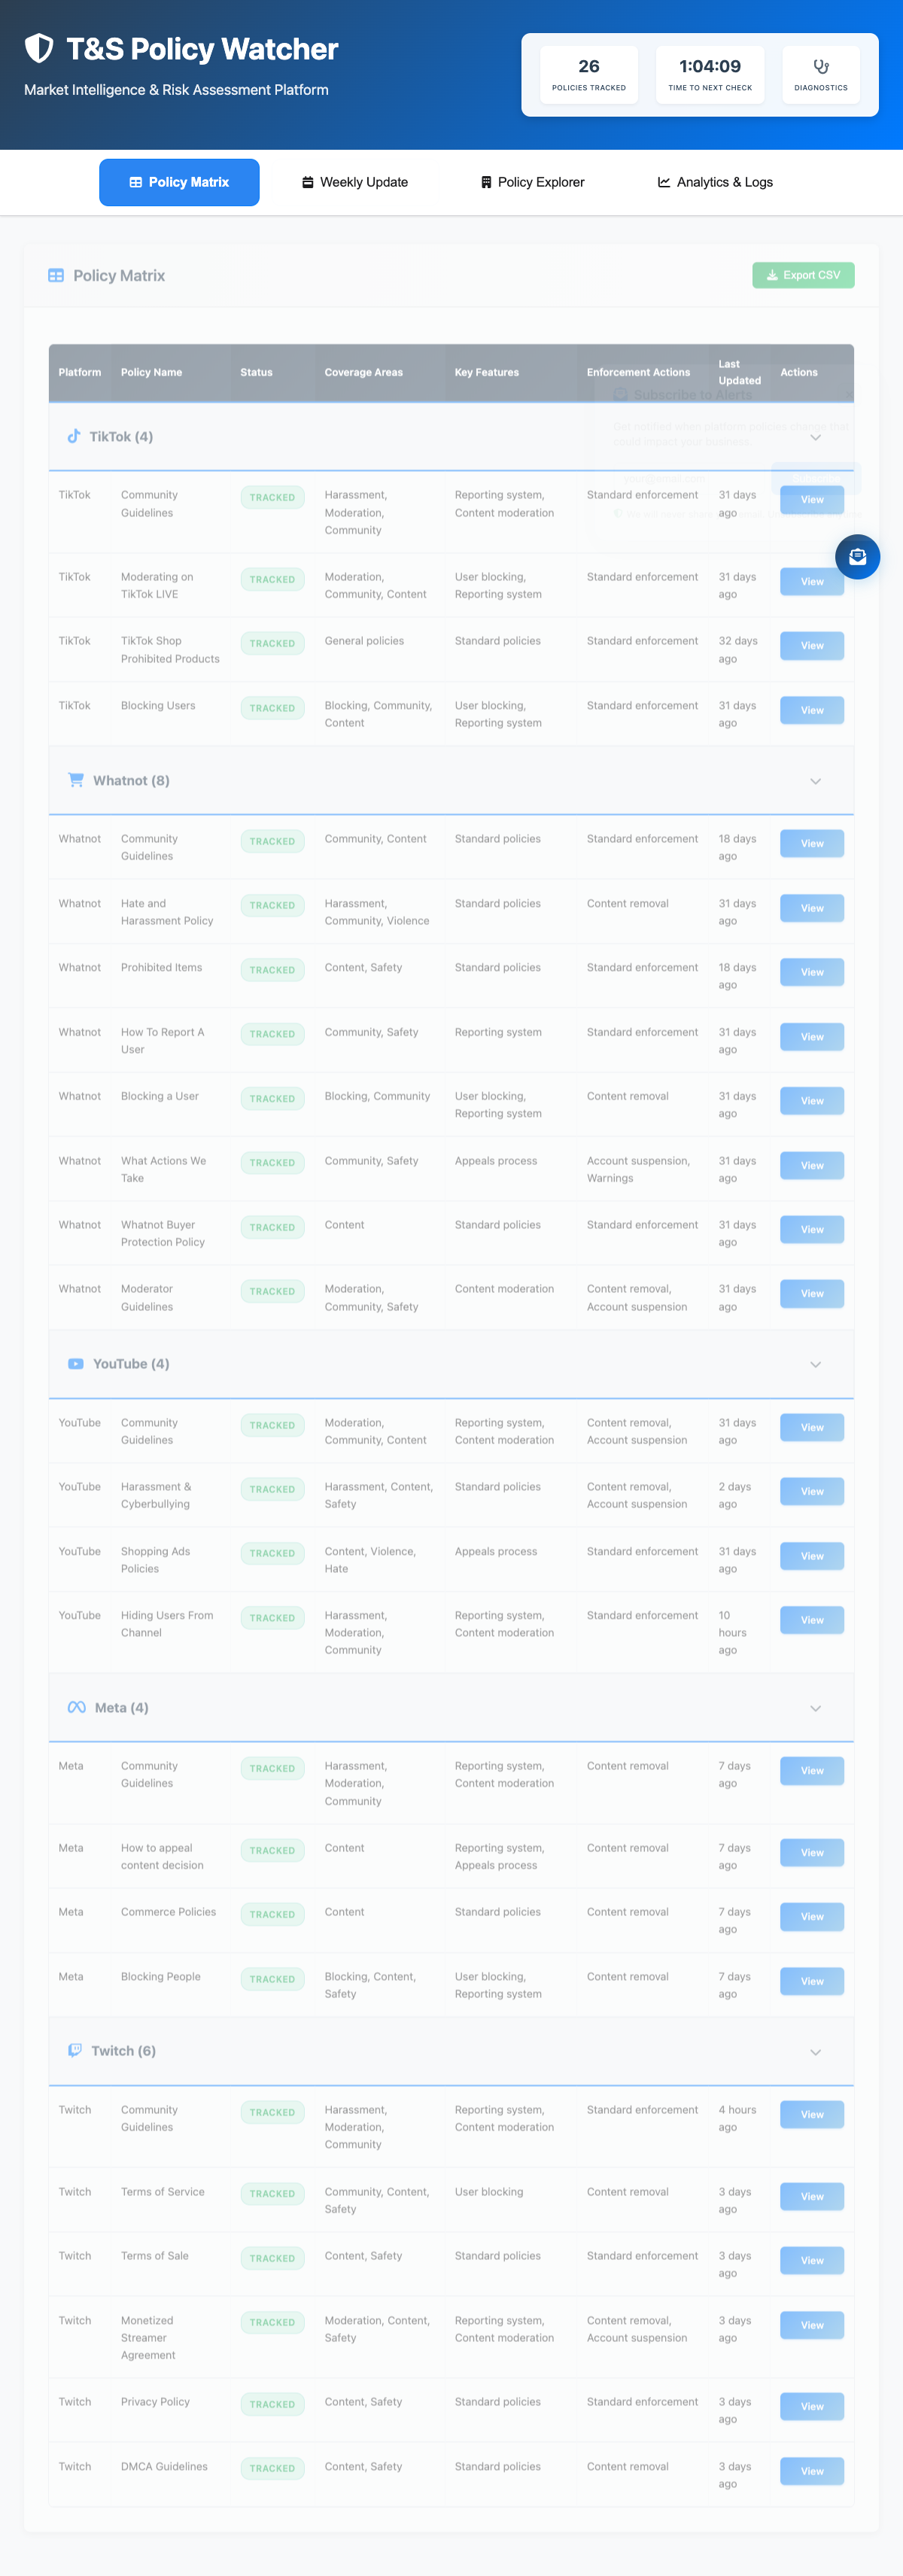 T&S Policy Watcher
Market Intelligence & Risk Assessment Platform
26
POLICIES TRACKED
1:04:09
TIME TO NEXT CHECK
DIAGNOSTICS
Policy Matrix
Weekly Update
Policy Explorer
Analytics & Logs
Policy Matrix
Export CSV
Platform Policy Name Status Coverage Areas Key Features Enforcement Actions Last Updated Actions
Subscribe to Alerts
Get notified when platform policies change that
could impact your business.
TikTok (4)
TikTok Community Guidelines TRACKED Harassment, Moderation, Community Reporting system, Content moderation Standard enforcement 31 days ago View
TikTok Moderating on TikTok LIVE TRACKED Moderation, Community, Content User blocking, Reporting system Standard enforcement 31 days ago View
TikTok TikTok Shop Prohibited Products TRACKED General policies Standard policies Standard enforcement 32 days ago View
TikTok Blocking Users TRACKED Blocking, Community, Content User blocking, Reporting system Standard enforcement 31 days ago View
Whatnot (8)
Whatnot Community Guidelines TRACKED Community, Content Standard policies Standard enforcement 18 days ago View
Whatnot Hate and Harassment Policy TRACKED Harassment, Community, Violence Standard policies Content removal 31 days ago View
Whatnot Prohibited Items TRACKED Content, Safety Standard policies Standard enforcement 18 days ago View
Whatnot How To Report A User TRACKED Community, Safety Reporting system Standard enforcement 31 days ago View
Whatnot Blocking a User TRACKED Blocking, Community User blocking, Reporting system Content removal 31 days ago View
Whatnot What Actions We Take TRACKED Community, Safety Appeals process Account suspension, Warnings 31 days ago View
Whatnot Whatnot Buyer Protection Policy TRACKED Content Standard policies Standard enforcement 31 days ago View
Whatnot Moderator Guidelines TRACKED Moderation, Community, Safety Content moderation Content removal, Account suspension 31 days ago View
YouTube (4)
YouTube Community Guidelines TRACKED Moderation, Community, Content Reporting system, Content moderation Content removal, Account suspension 31 days ago View
YouTube Harassment & Cyberbullying TRACKED Harassment, Content, Safety Standard policies Content removal, Account suspension 2 days ago View
YouTube Shopping Ads Policies TRACKED Content, Violence, Hate Appeals process Standard enforcement 31 days ago View
YouTube Hiding Users From Channel TRACKED Harassment, Moderation, Community Reporting system, Content moderation Standard enforcement 10 hours ago View
Meta (4)
Meta Community Guidelines TRACKED Harassment, Moderation, Community Reporting system, Content moderation Content removal 7 days ago View
Meta How to appeal content decision TRACKED Content Reporting system, Appeals process Content removal 7 days ago View
Meta Commerce Policies TRACKED Content Standard policies Content removal 7 days ago View
Meta Blocking People TRACKED Blocking, Content, Safety User blocking, Reporting system Content removal 7 days ago View
Twitch (6)
Twitch Community Guidelines TRACKED Harassment, Moderation, Community Reporting system, Content moderation Standard enforcement 4 hours ago View
Twitch Terms of Service TRACKED Community, Content, Safety User blocking Content removal 3 days ago View
Twitch Terms of Sale TRACKED Content, Safety Standard policies Standard enforcement 3 days ago View
Twitch Monetized Streamer Agreement TRACKED Moderation, Content, Safety Reporting system, Content moderation Content removal, Account suspension 3 days ago View
Twitch Privacy Policy TRACKED Content, Safety Standard policies Standard enforcement 3 days ago View
Twitch DMCA Guidelines TRACKED Content, Safety Standard policies Content removal 3 days ago View